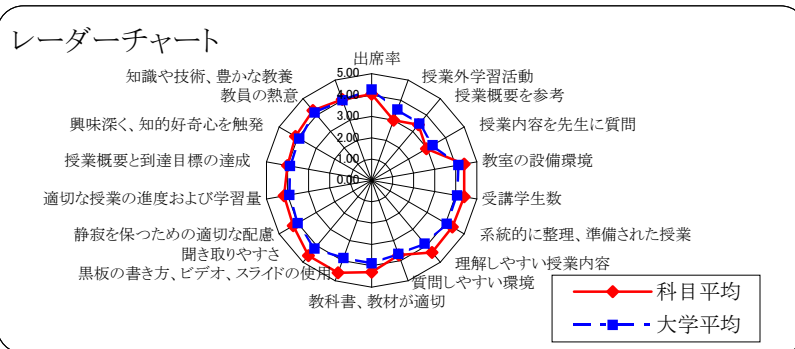 レーダーチャート
出席率
授業外学習活動
授業概要を参考
授業内容を先生に質問
教室の設備環境
受講学生数
系統的に整理、準備された授業
理解しやすい授業内容
質問しやすい環境
教科書、教材が適切
黒板の書き方、ビデオ、スライドの使用
聞き取りやすさ
静寂を保つための適切な配慮
適切な授業の進度および学習量
授業概要と到達目標の達成
興味深く、知的好奇心を触発
教員の熱意
知識や技術、豊かな教養
5.00
4.00
3.00
2.00
1.00
0.00
科目平均
大学平均